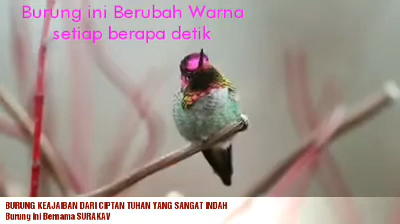 Burung ini Berubah Warna
setiap berapa detik
BURUNG KEAJAIBAN DARI CIPTAN TUHAN YANG SANGAT INDAH
Burung ini Bernama SURAKAV